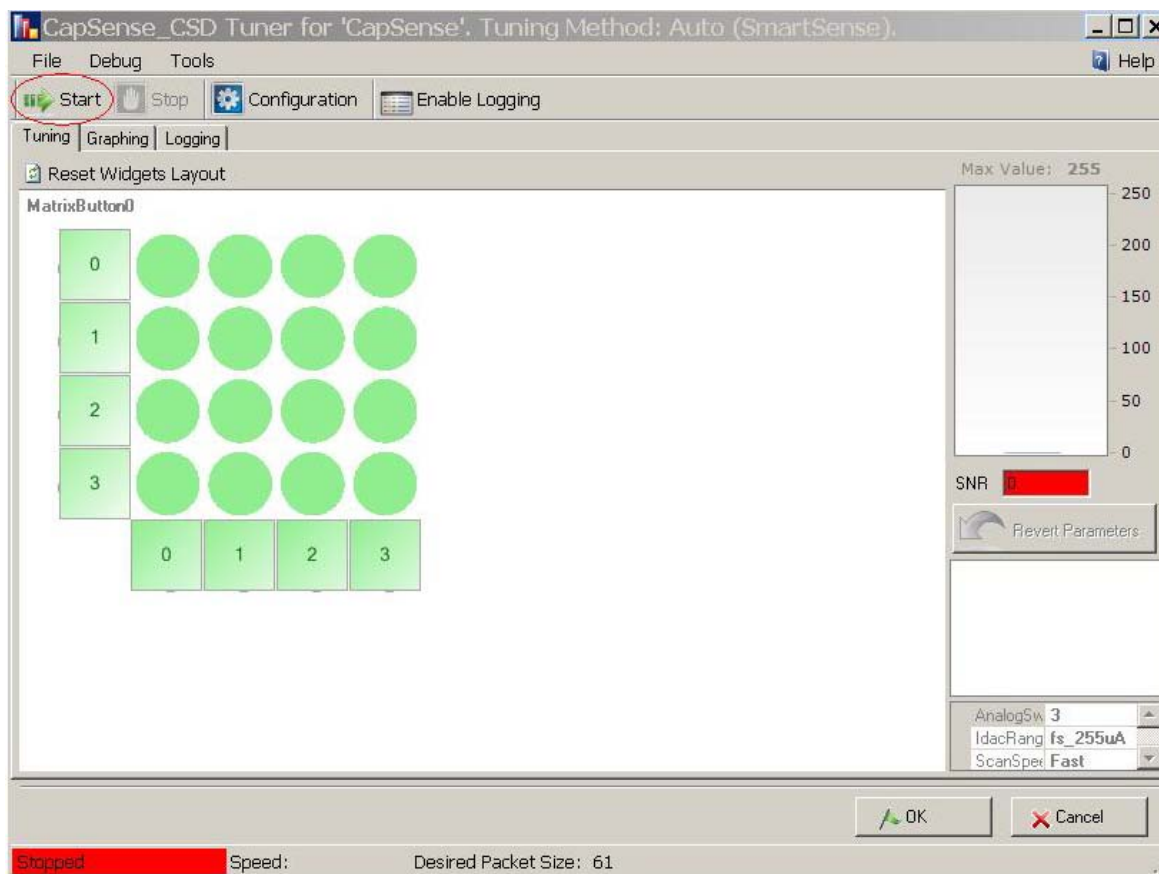 CapSense_CSD Tuner for 'CapSense'. Tuning Method: Auto (SmartSense).
File Debug Tools Help
Start Stop Configuration Enable Logging
Tuning Graphing Logging
Reset Widgets Layout
MatrixButton0
0
1
2
3
0 1 2 3
Max Value: 255
250
200
150
100
50
0
SNR 0
Revert Parameters
AnalogSw 3
IdacRang fs_255uA
ScanSpee Fast
OK Cancel
Stopped Speed: Desired Packet Size: 61